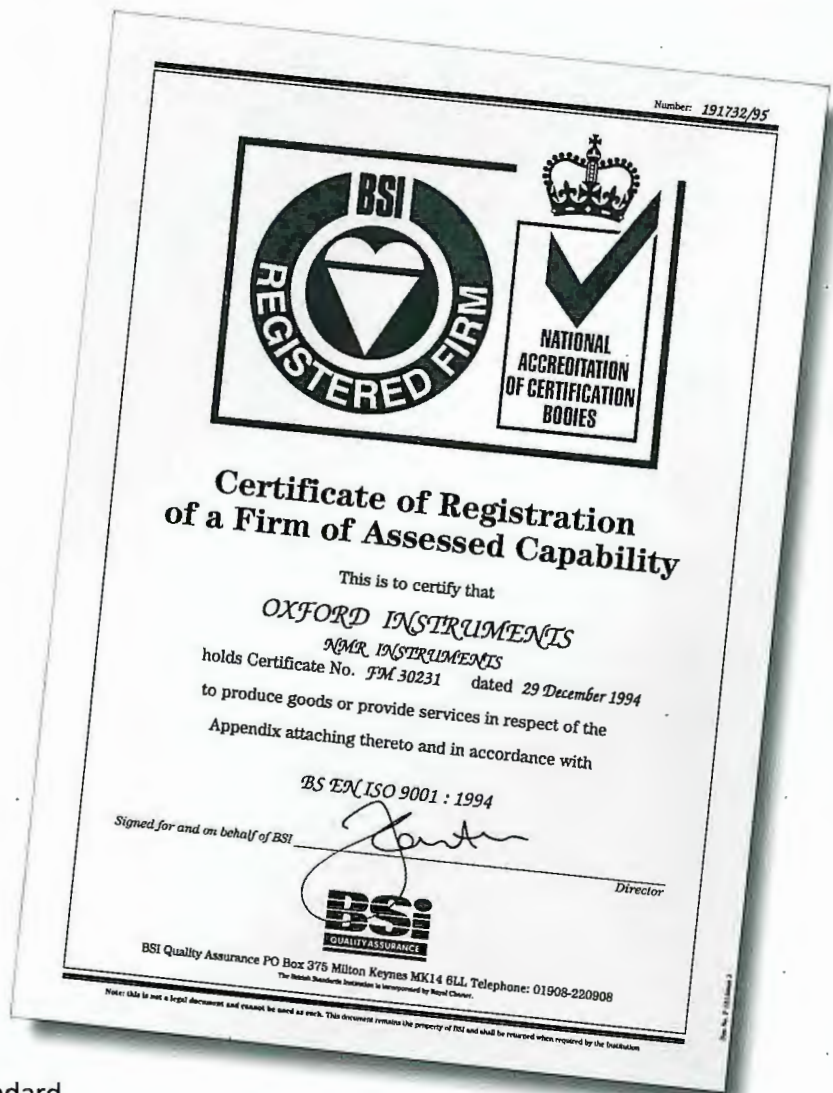 Number: 191732/95
BSI
REGISTERED FIRM
NATIONAL
ACCREDITATION
OF CERTIFICATION
BODIES
Certificate of Registration
of a Firm of Assessed Capability
This is to certify that
OXFORD INSTRUMENTS
NMR INSTRUMENTS
holds Certificate No. FM 30231 dated 29 December 1994
to produce goods or provide services in respect of the
Appendix attaching thereto and in accordance with
BS EN ISO 9001 : 1994
Signed for and on behalf of BSI
Director
BSi
QUALITY ASSURANCE
BSI Quality Assurance PO Box 375 Milton Keynes MK14 6LL Telephone: 01908-220908
The British Standards Institution is incorporated by Royal Charter.
Note: this is not a legal document and cannot be used as such. This document remains the property of BSI and shall be returned when required by the Institution